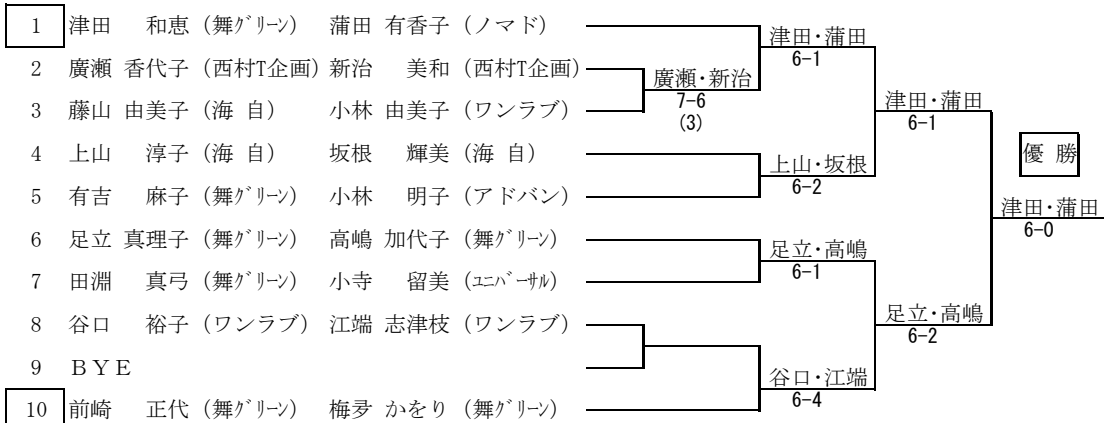 1 津田 和恵 (舞ｸﾞﾘｰﾝ) 蒲田 有香子 (ノマド)
津田・蒲田
6-1
2 廣瀬 香代子 (西村T企画) 新治 美和 (西村T企画)
廣瀬・新治
7-6
(3)
3 藤山 由美子 (海 自) 小林 由美子 (ワンラブ)
津田・蒲田
6-1
4 上山 淳子 (海 自) 坂根 輝美 (海 自)
上山・坂根
6-2
優 勝
5 有吉 麻子 (舞ｸﾞﾘｰﾝ) 小林 明子 (アドバン)
津田・蒲田
6-0
6 足立 真理子 (舞ｸﾞﾘｰﾝ) 高嶋 加代子 (舞ｸﾞﾘｰﾝ)
足立・高嶋
6-1
7 田淵 真弓 (舞ｸﾞﾘｰﾝ) 小寺 留美 (ﾕﾆﾊﾞｰｻﾙ)
8 谷口 裕子 (ワンラブ) 江端 志津枝 (ワンラブ)
足立・高嶋
6-2
9 ＢＹＥ
谷口・江端
6-4
10 前崎 正代 (舞ｸﾞﾘｰﾝ) 梅垈 かをり (舞ｸﾞﾘｰﾝ)